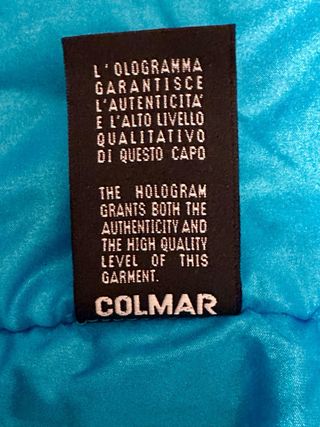 L'OLOGRAMMA
GARANTISCE
L'AUTENTICITA'
E L'ALTO LIVELLO
QUALITATIVO
DI QUESTO CAPO
THE HOLOGRAM
GRANTS BOTH THE
AUTHENTICITY AND
THE HIGH QUALITY
LEVEL OF THIS
GARMENT.
COLMAR